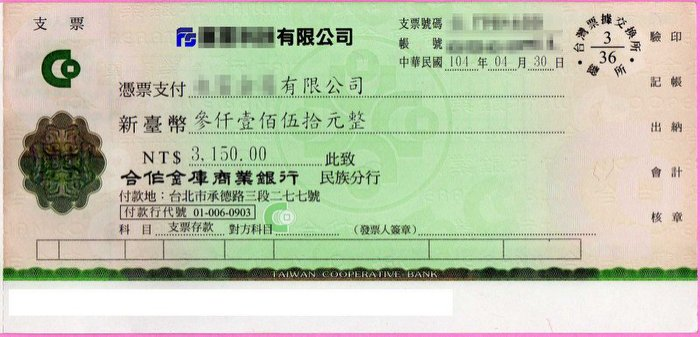 支票
有限公司
支票號碼
帳號
中華民國 104 年 04 月 30 日
台灣票據交換所
3
36
憑票支付 有限公司
新臺幣 參仟壹佰伍拾元整
NT$ 3,150.00 此致
合作金庫商業銀行 民族分行
付款地：台北市承德路三段二七七號
付款行代號 01-006-0903
科目 支票存款 對方科目 (發票人簽章)
驗印
記帳
出納
會計
核章
TAIWAN COOPERATIVE BANK